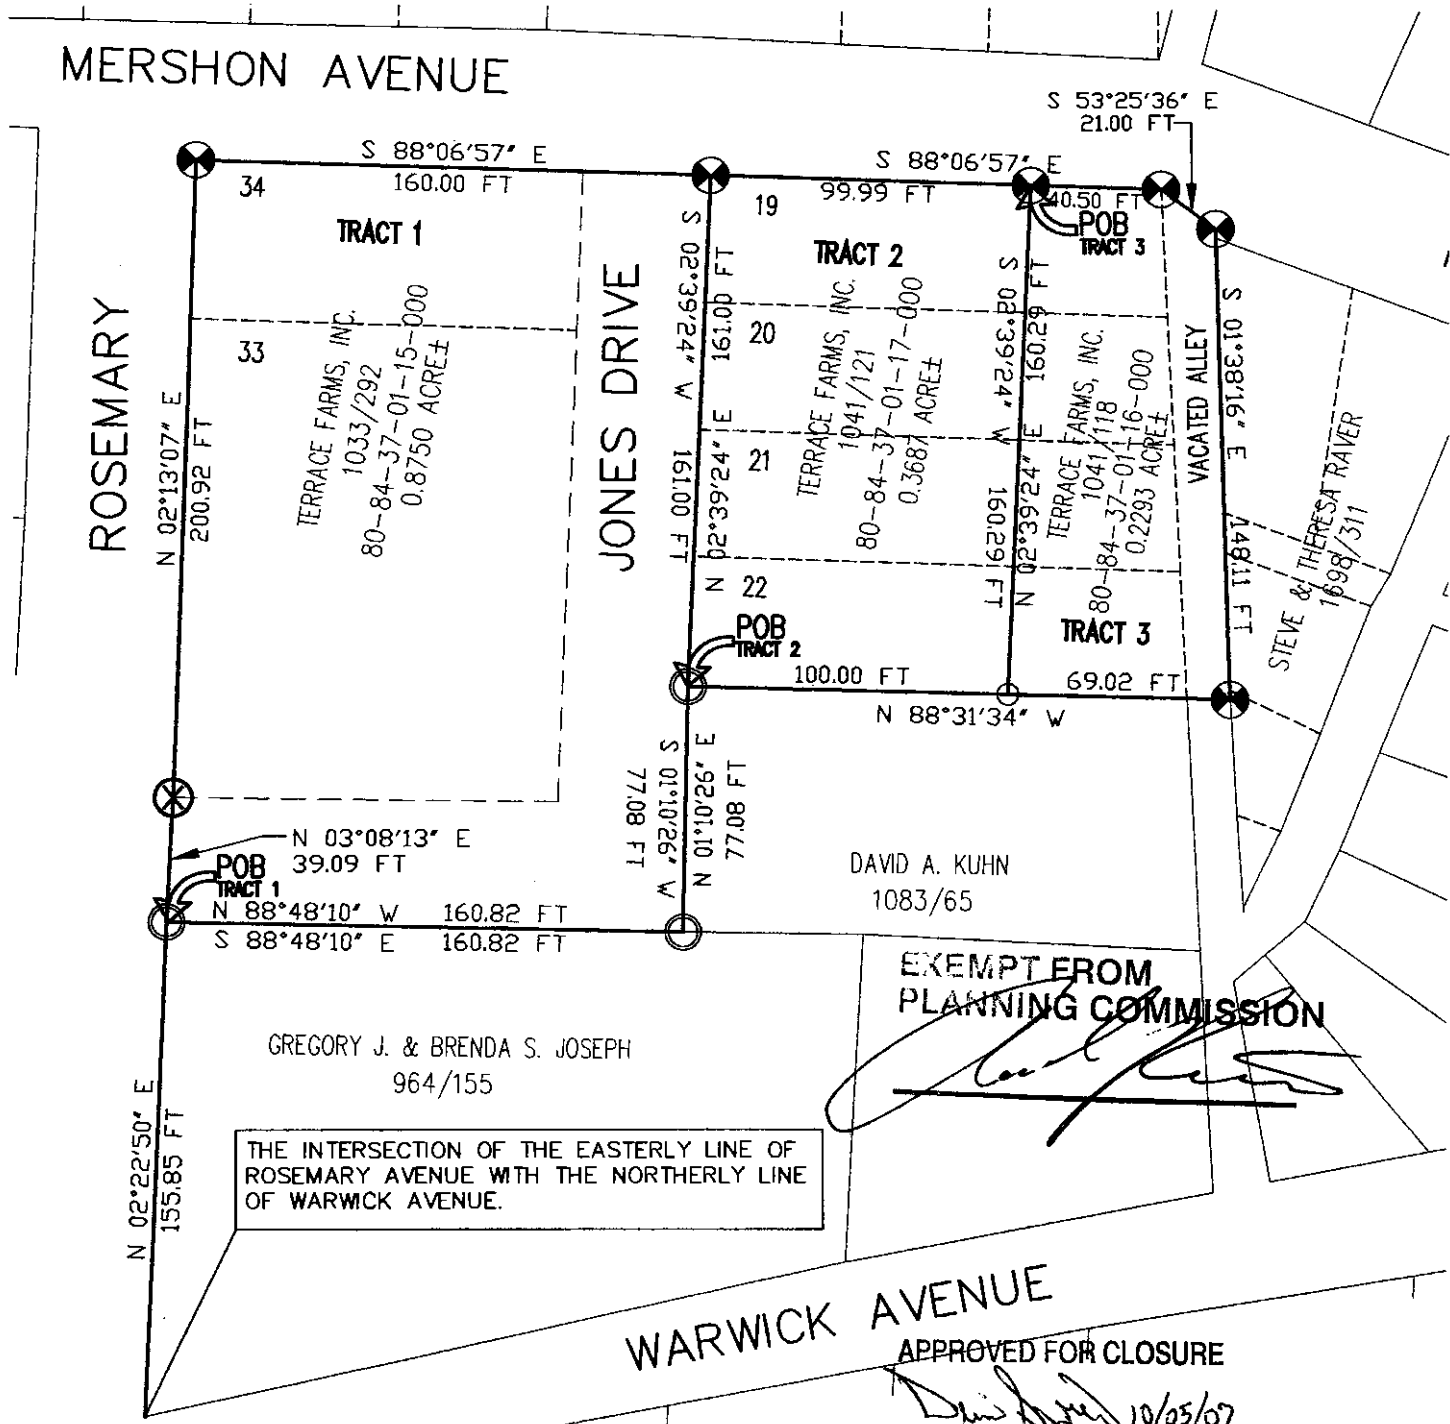 MERSHON AVENUE
S 53°25'36" E
21.00 FT
S 88°06'57" E
160.00 FT
S 88°06'57" E
99.99 FT
40.50 FT
34
TRACT 1
19
TRACT 2
POB
TRACT 3
33
20
21
22
ROSEMARY
N 02°13'07" E
200.92 FT
TERRACE FARMS, INC.
1033/292
80-84-37-01-15-000
0.8750 ACRE±
JONES DRIVE
S 02°39'24" W
161.00 FT
N 02°39'24" E
161.00 FT
TERRACE FARMS, INC.
1041/121
80-84-37-01-17-000
0.3687 ACRE±
S 02°39'24" W
160.29 FT
N 02°39'24" E
160.29 FT
TERRACE FARMS, INC.
1041/118
80-84-37-01-16-000
0.2293 ACRE±
VACATED ALLEY
S 01°38'16" E
148.11 FT
STEVE & THERESA RAVER
1698/311
POB
TRACT 2
TRACT 3
100.00 FT
69.02 FT
N 88°31'34" W
S 01°10'26" W
77.08 FT
N 01°10'26" E
77.08 FT
N 03°08'13" E
39.09 FT
POB
TRACT 1
N 88°48'10" W 160.82 FT
S 88°48'10" E 160.82 FT
DAVID A. KUHN
1083/65
EXEMPT FROM
PLANNING COMMISSION
GREGORY J. & BRENDA S. JOSEPH
964/155
N 02°22'50" E
155.85 FT
THE INTERSECTION OF THE EASTERLY LINE OF
ROSEMARY AVENUE WITH THE NORTHERLY LINE
OF WARWICK AVENUE.
WARWICK AVENUE
APPROVED FOR CLOSURE
10/05/07